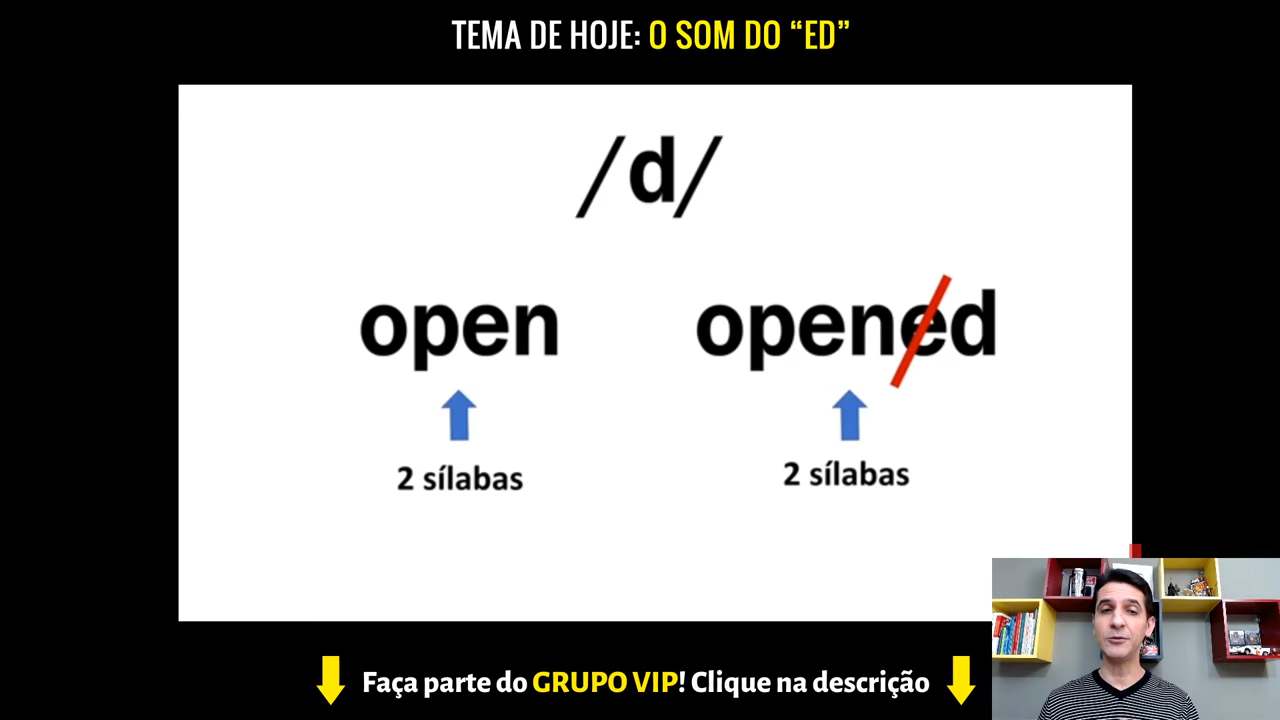 TEMA DE HOJE: O SOM DO “ED”
/d/
open opened
2 sílabas 2 sílabas
Faça parte do GRUPO VIP! Clique na descrição